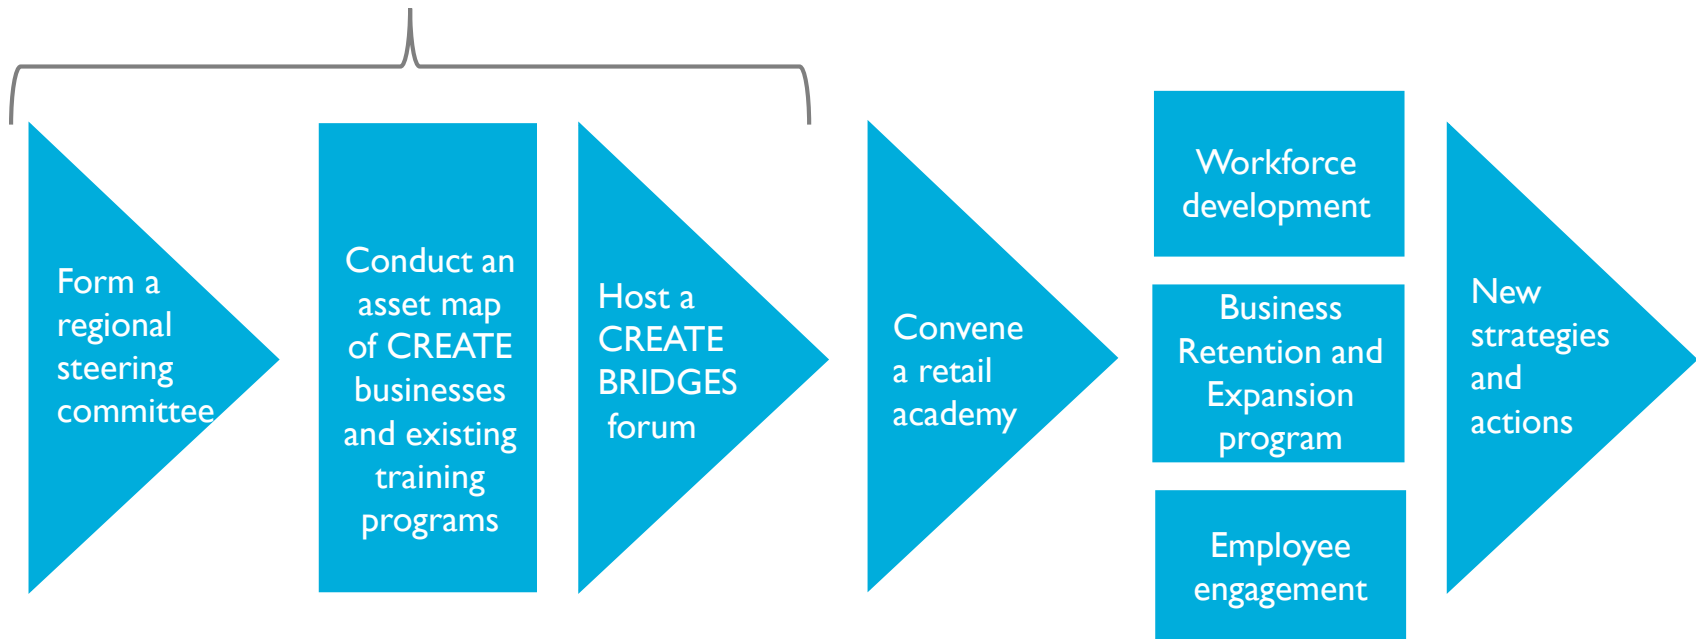 Form a
regional
steering
committee
Conduct an
asset map
of CREATE
businesses
and existing
training
programs
Host a
CREATE
BRIDGES
forum
Convene
a retail
academy
Workforce
development
Business
Retention and
Expansion
program
Employee
engagement
New
strategies
and
actions